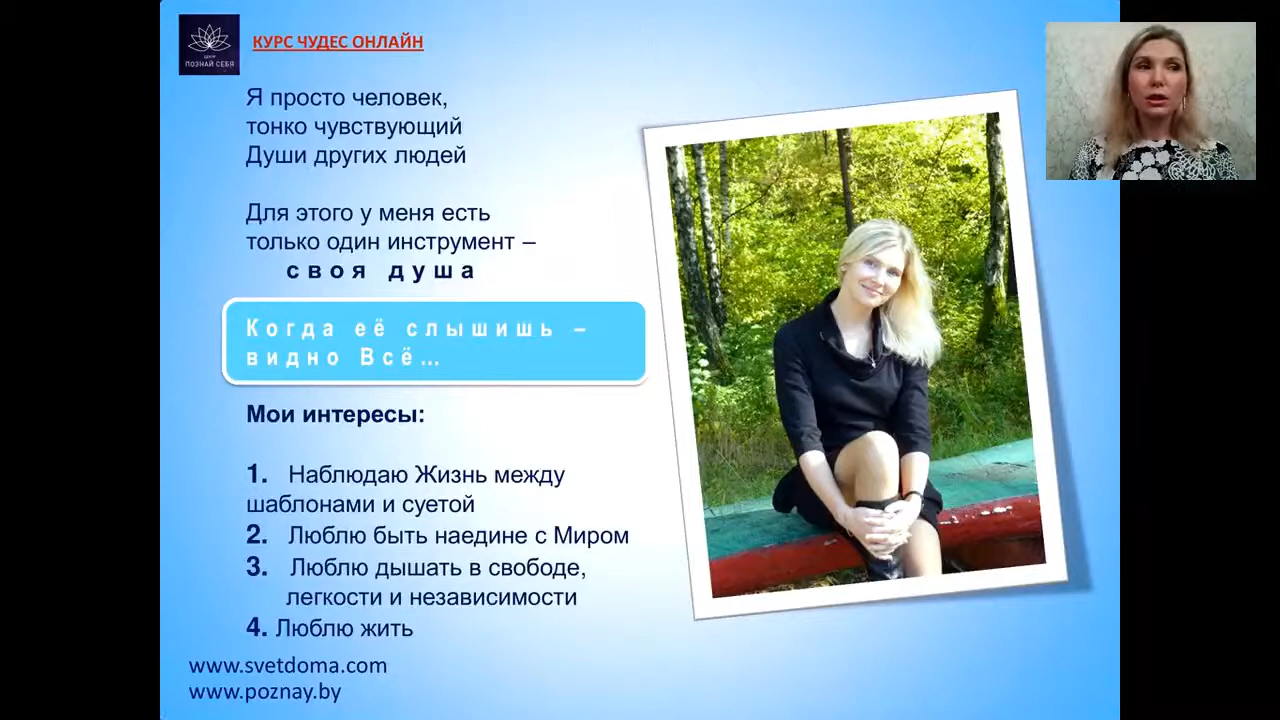 ЦЕНТР
ПОЗНАЙ СЕБЯ
КУРС ЧУДЕС ОНЛАЙН
Я просто человек,
тонко чувствующий
Души других людей
Для этого у меня есть
только один инструмент –
своя душа
Когда её слышишь –
видно Всё...
Мои интересы:
1. Наблюдаю Жизнь между
шаблонами и суетой
2. Люблю быть наедине с Миром
3. Люблю дышать в свободе,
легкости и независимости
4. Люблю жить
www.svetdoma.com
www.poznay.by